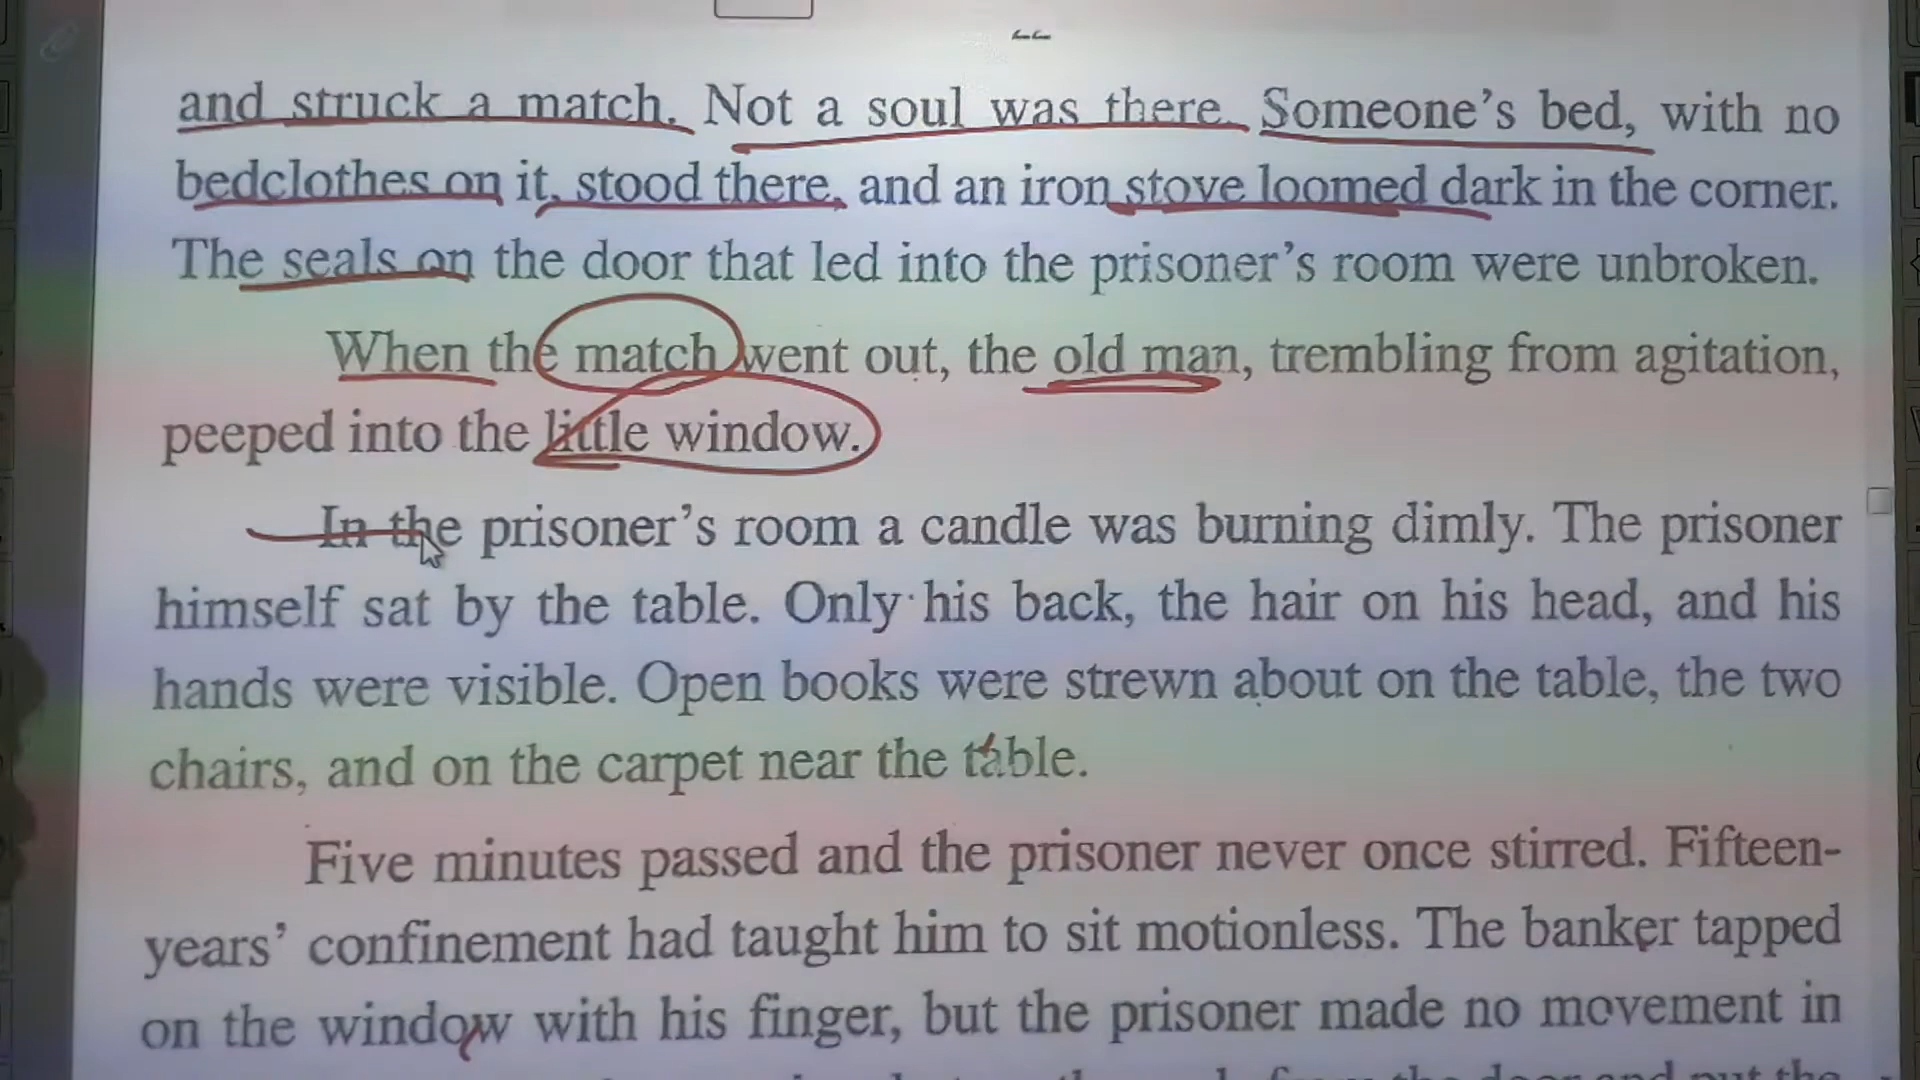 and struck a match. Not a soul was there. Someone's bed, with no
bedclothes on it, stood there, and an iron stove loomed dark in the corner.
The seals on the door that led into the prisoner's room were unbroken.
When the match went out, the old man, trembling from agitation,
peeped into the little window.
In the prisoner's room a candle was burning dimly. The prisoner
himself sat by the table. Only his back, the hair on his head, and his
hands were visible. Open books were strewn about on the table, the two
chairs, and on the carpet near the table.
Five minutes passed and the prisoner never once stirred. Fifteen-
years' confinement had taught him to sit motionless. The banker tapped
on the window with his finger, but the prisoner made no movement in